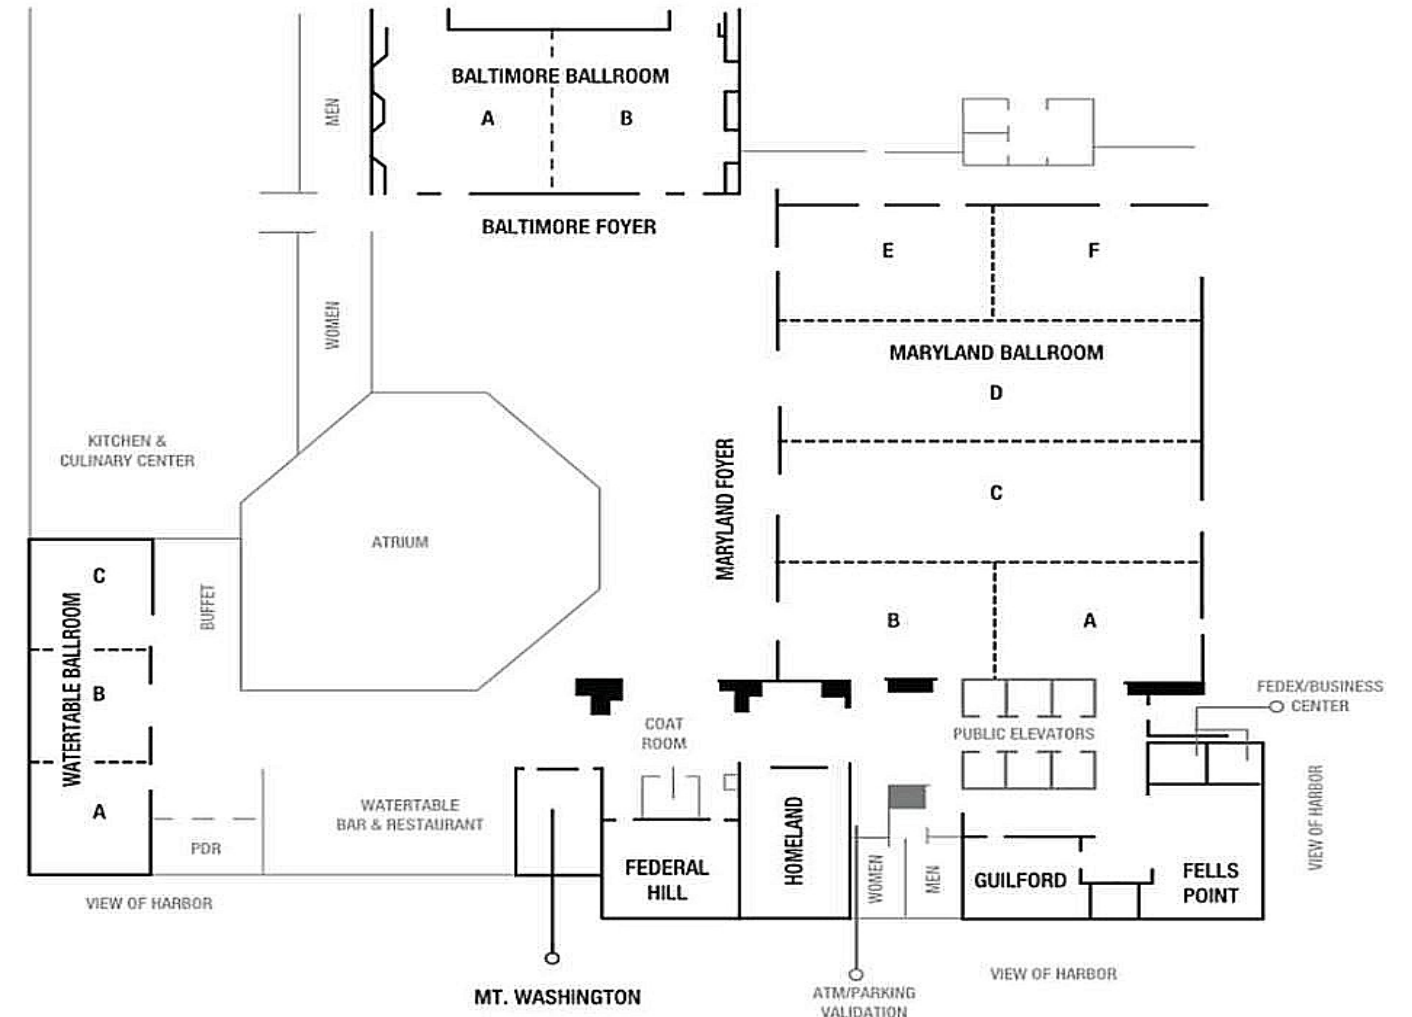 MEN
BALTIMORE BALLROOM
A
B
BALTIMORE FOYER
WOMEN
E
F
MARYLAND BALLROOM
D
C
MARYLAND FOYER
B
A
KITCHEN &
CULINARY CENTER
ATRIUM
C
WATERTABLE BALLROOM
B
A
BUFFET
PDR
WATERTABLE
BAR & RESTAURANT
VIEW OF HARBOR
COAT
ROOM
FEDERAL
HILL
HOMELAND
MT. WASHINGTON
PUBLIC ELEVATORS
FEDEX/BUSINESS
CENTER
WOMEN
MEN
GUILFORD
FELLS
POINT
VIEW OF HARBOR
ATM/PARKING
VALIDATION
VIEW OF HARBOR